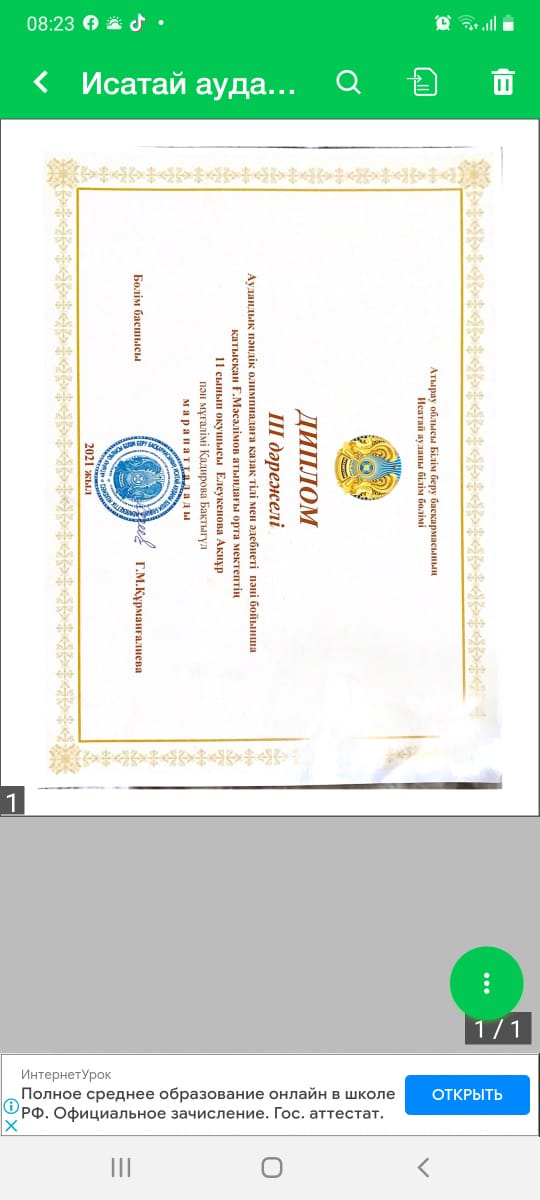 08:23
Исатай ауда...
Атырау облысы Білім беру басқармасының
Исатай ауданы білім бөлімі
ДИПЛОМ
III дәрежелі
Аудандық пәндік олимпиадаға қазақ тілі мен әдебиеті пәні бойынша
қатысқан Ғ.Мәсәлімов атындағы орта мектептің
11 сынып оқушысы Елеукенова Ақнұр
пән мұғалімі Қадирова Бақтыгүл
марапатталады
Бөлім басшысы Г.М.Құрманғалиева
2021 жыл
1
1 / 1
ИнтернетУрок
Полное среднее образование онлайн в школе
РФ. Официальное зачисление. Гос. аттестат.
ОТКРЫТЬ